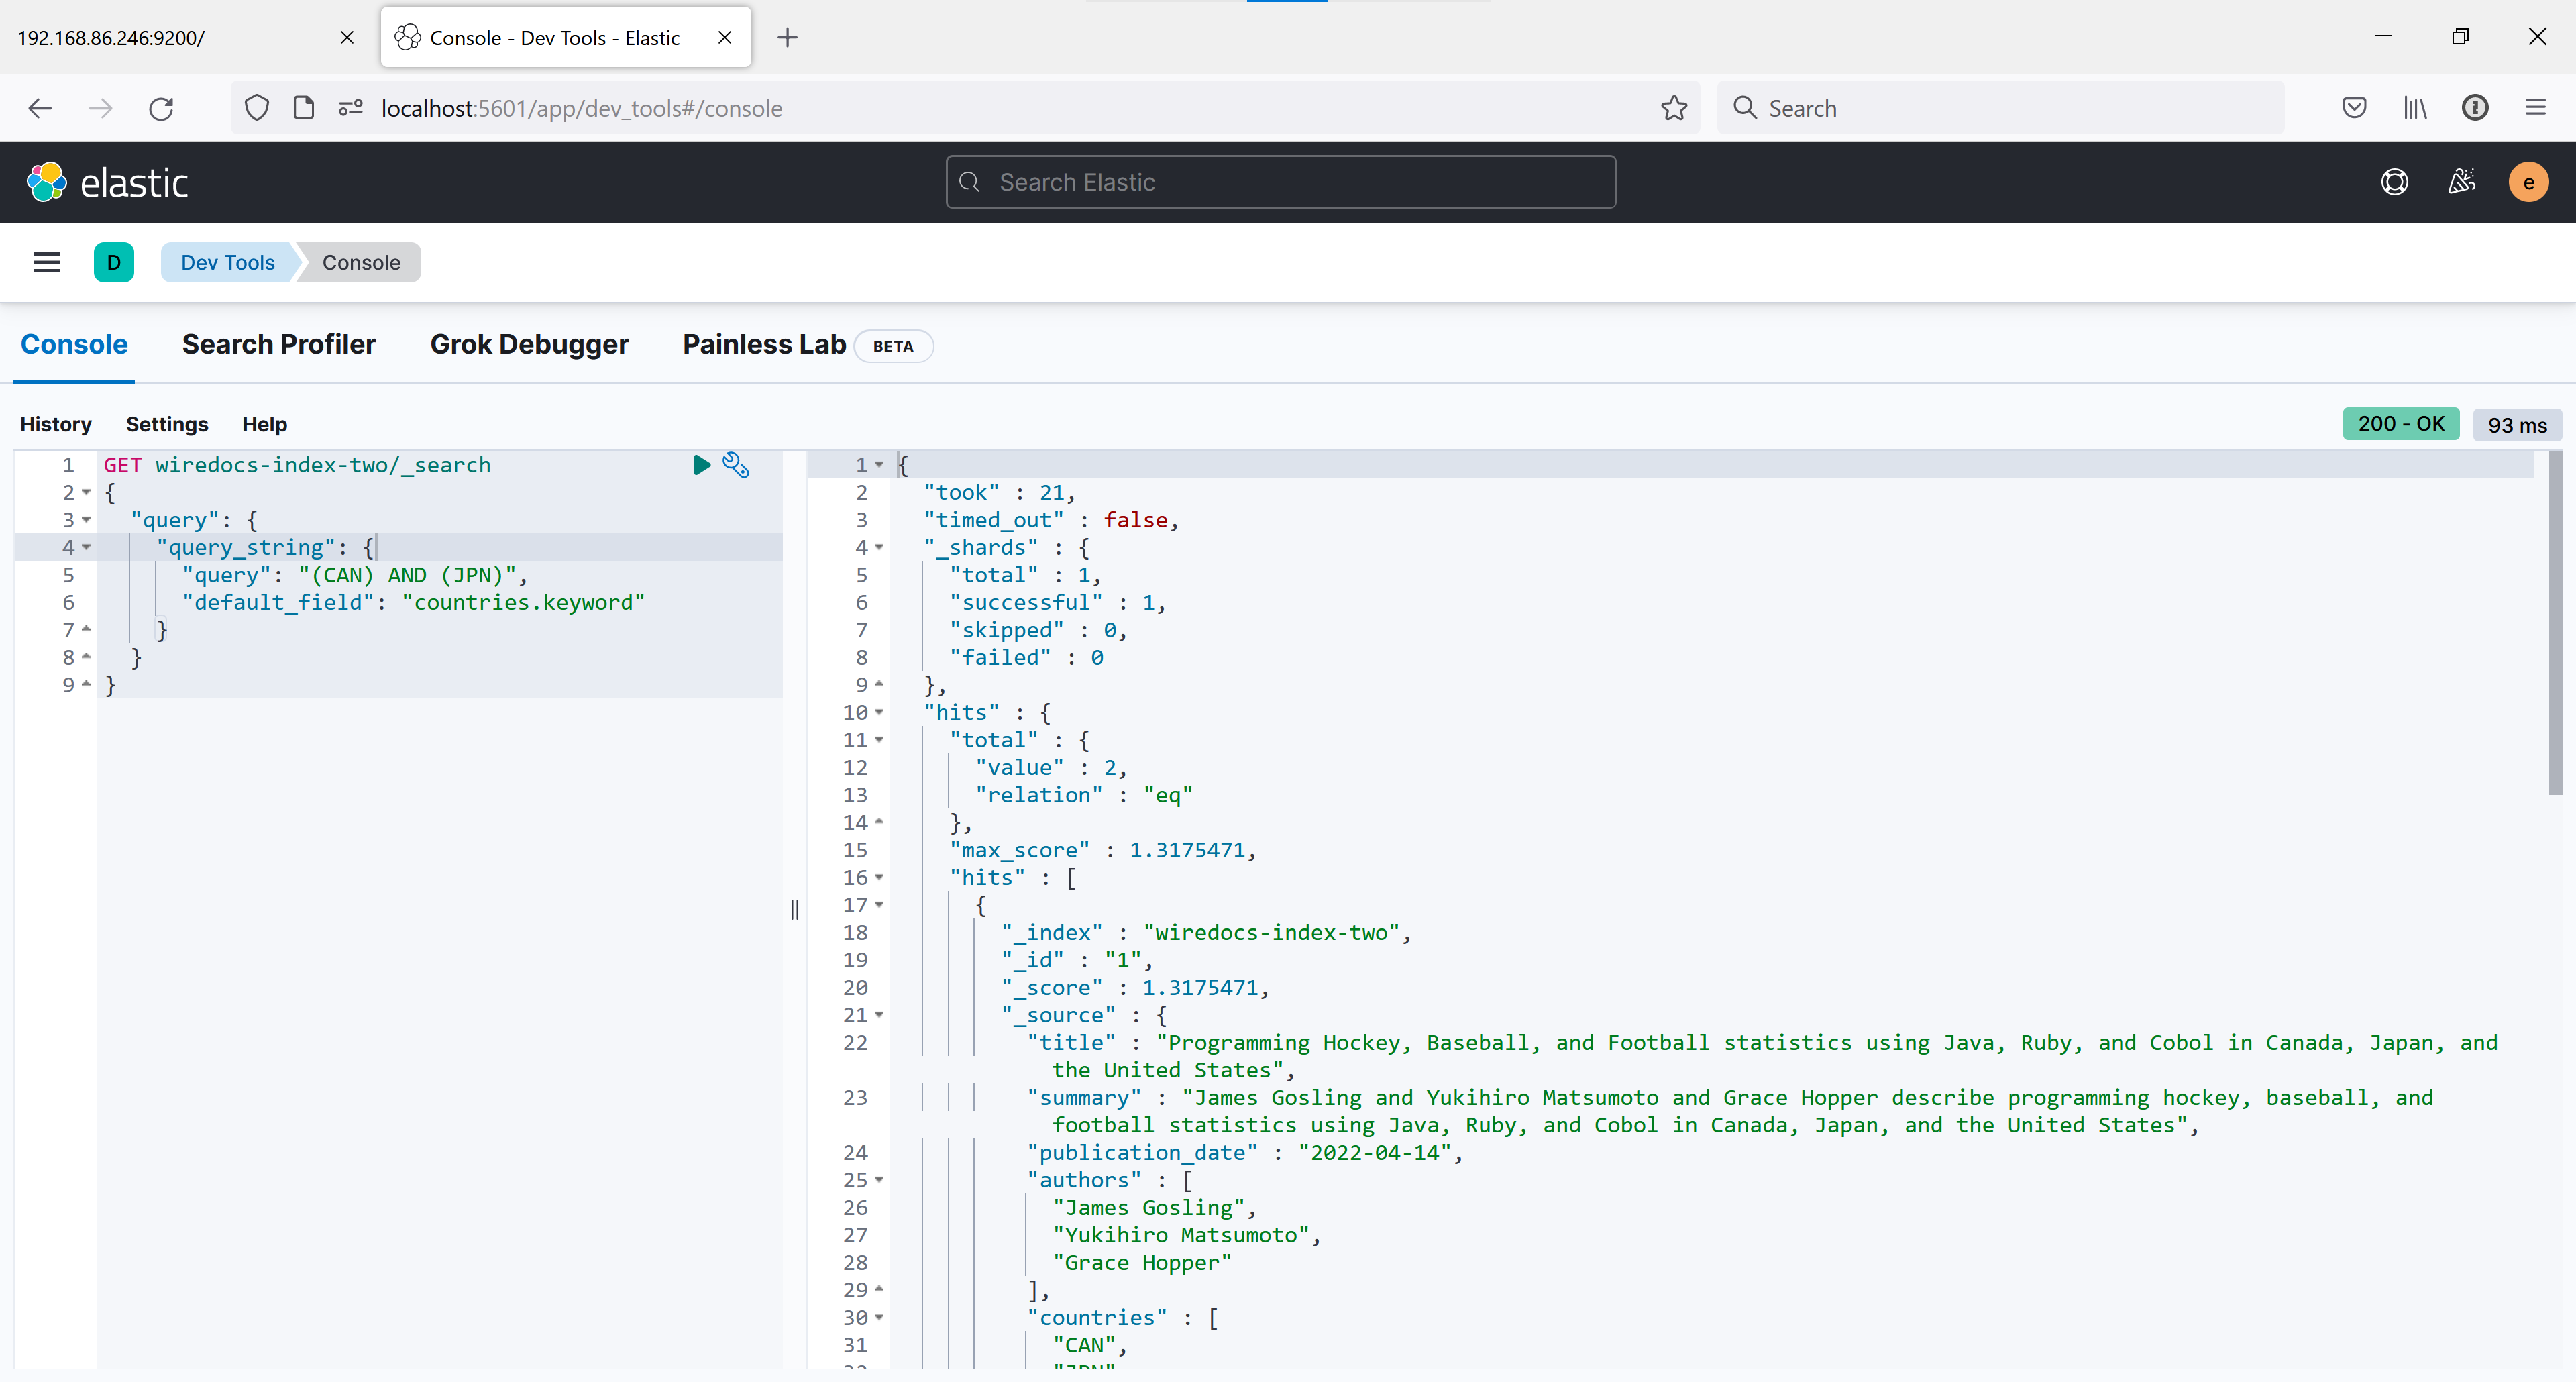 192.168.86.246:9200/
Console - Dev Tools - Elastic
localhost:5601/app/dev_tools#/console
Search
elastic
Search Elastic
e
D
Dev Tools
Console
Console
Search Profiler
Grok Debugger
Painless Lab
BETA
History
Settings
Help
200 - OK
93 ms
1 GET wiredocs-index-two/_search
2 {
3 "query": {
4 "query_string": {
5 "query": "(CAN) AND (JPN)",
6 "default_field": "countries.keyword"
7 }
8 }
9 }
1 {
2 "took" : 21,
3 "timed_out" : false,
4 "_shards" : {
5 "total" : 1,
6 "successful" : 1,
7 "skipped" : 0,
8 "failed" : 0
9 },
10 "hits" : {
11 "total" : {
12 "value" : 2,
13 "relation" : "eq"
14 },
15 "max_score" : 1.3175471,
16 "hits" : [
17 {
18 "_index" : "wiredocs-index-two",
19 "_id" : "1",
20 "_score" : 1.3175471,
21 "_source" : {
22 "title" : "Programming Hockey, Baseball, and Football statistics using Java, Ruby, and Cobol in Canada, Japan, and
the United States",
23 "summary" : "James Gosling and Yukihiro Matsumoto and Grace Hopper describe programming hockey, baseball, and
football statistics using Java, Ruby, and Cobol in Canada, Japan, and the United States",
24 "publication_date" : "2022-04-14",
25 "authors" : [
26 "James Gosling",
27 "Yukihiro Matsumoto",
28 "Grace Hopper"
29 ],
30 "countries" : [
31 "CAN",